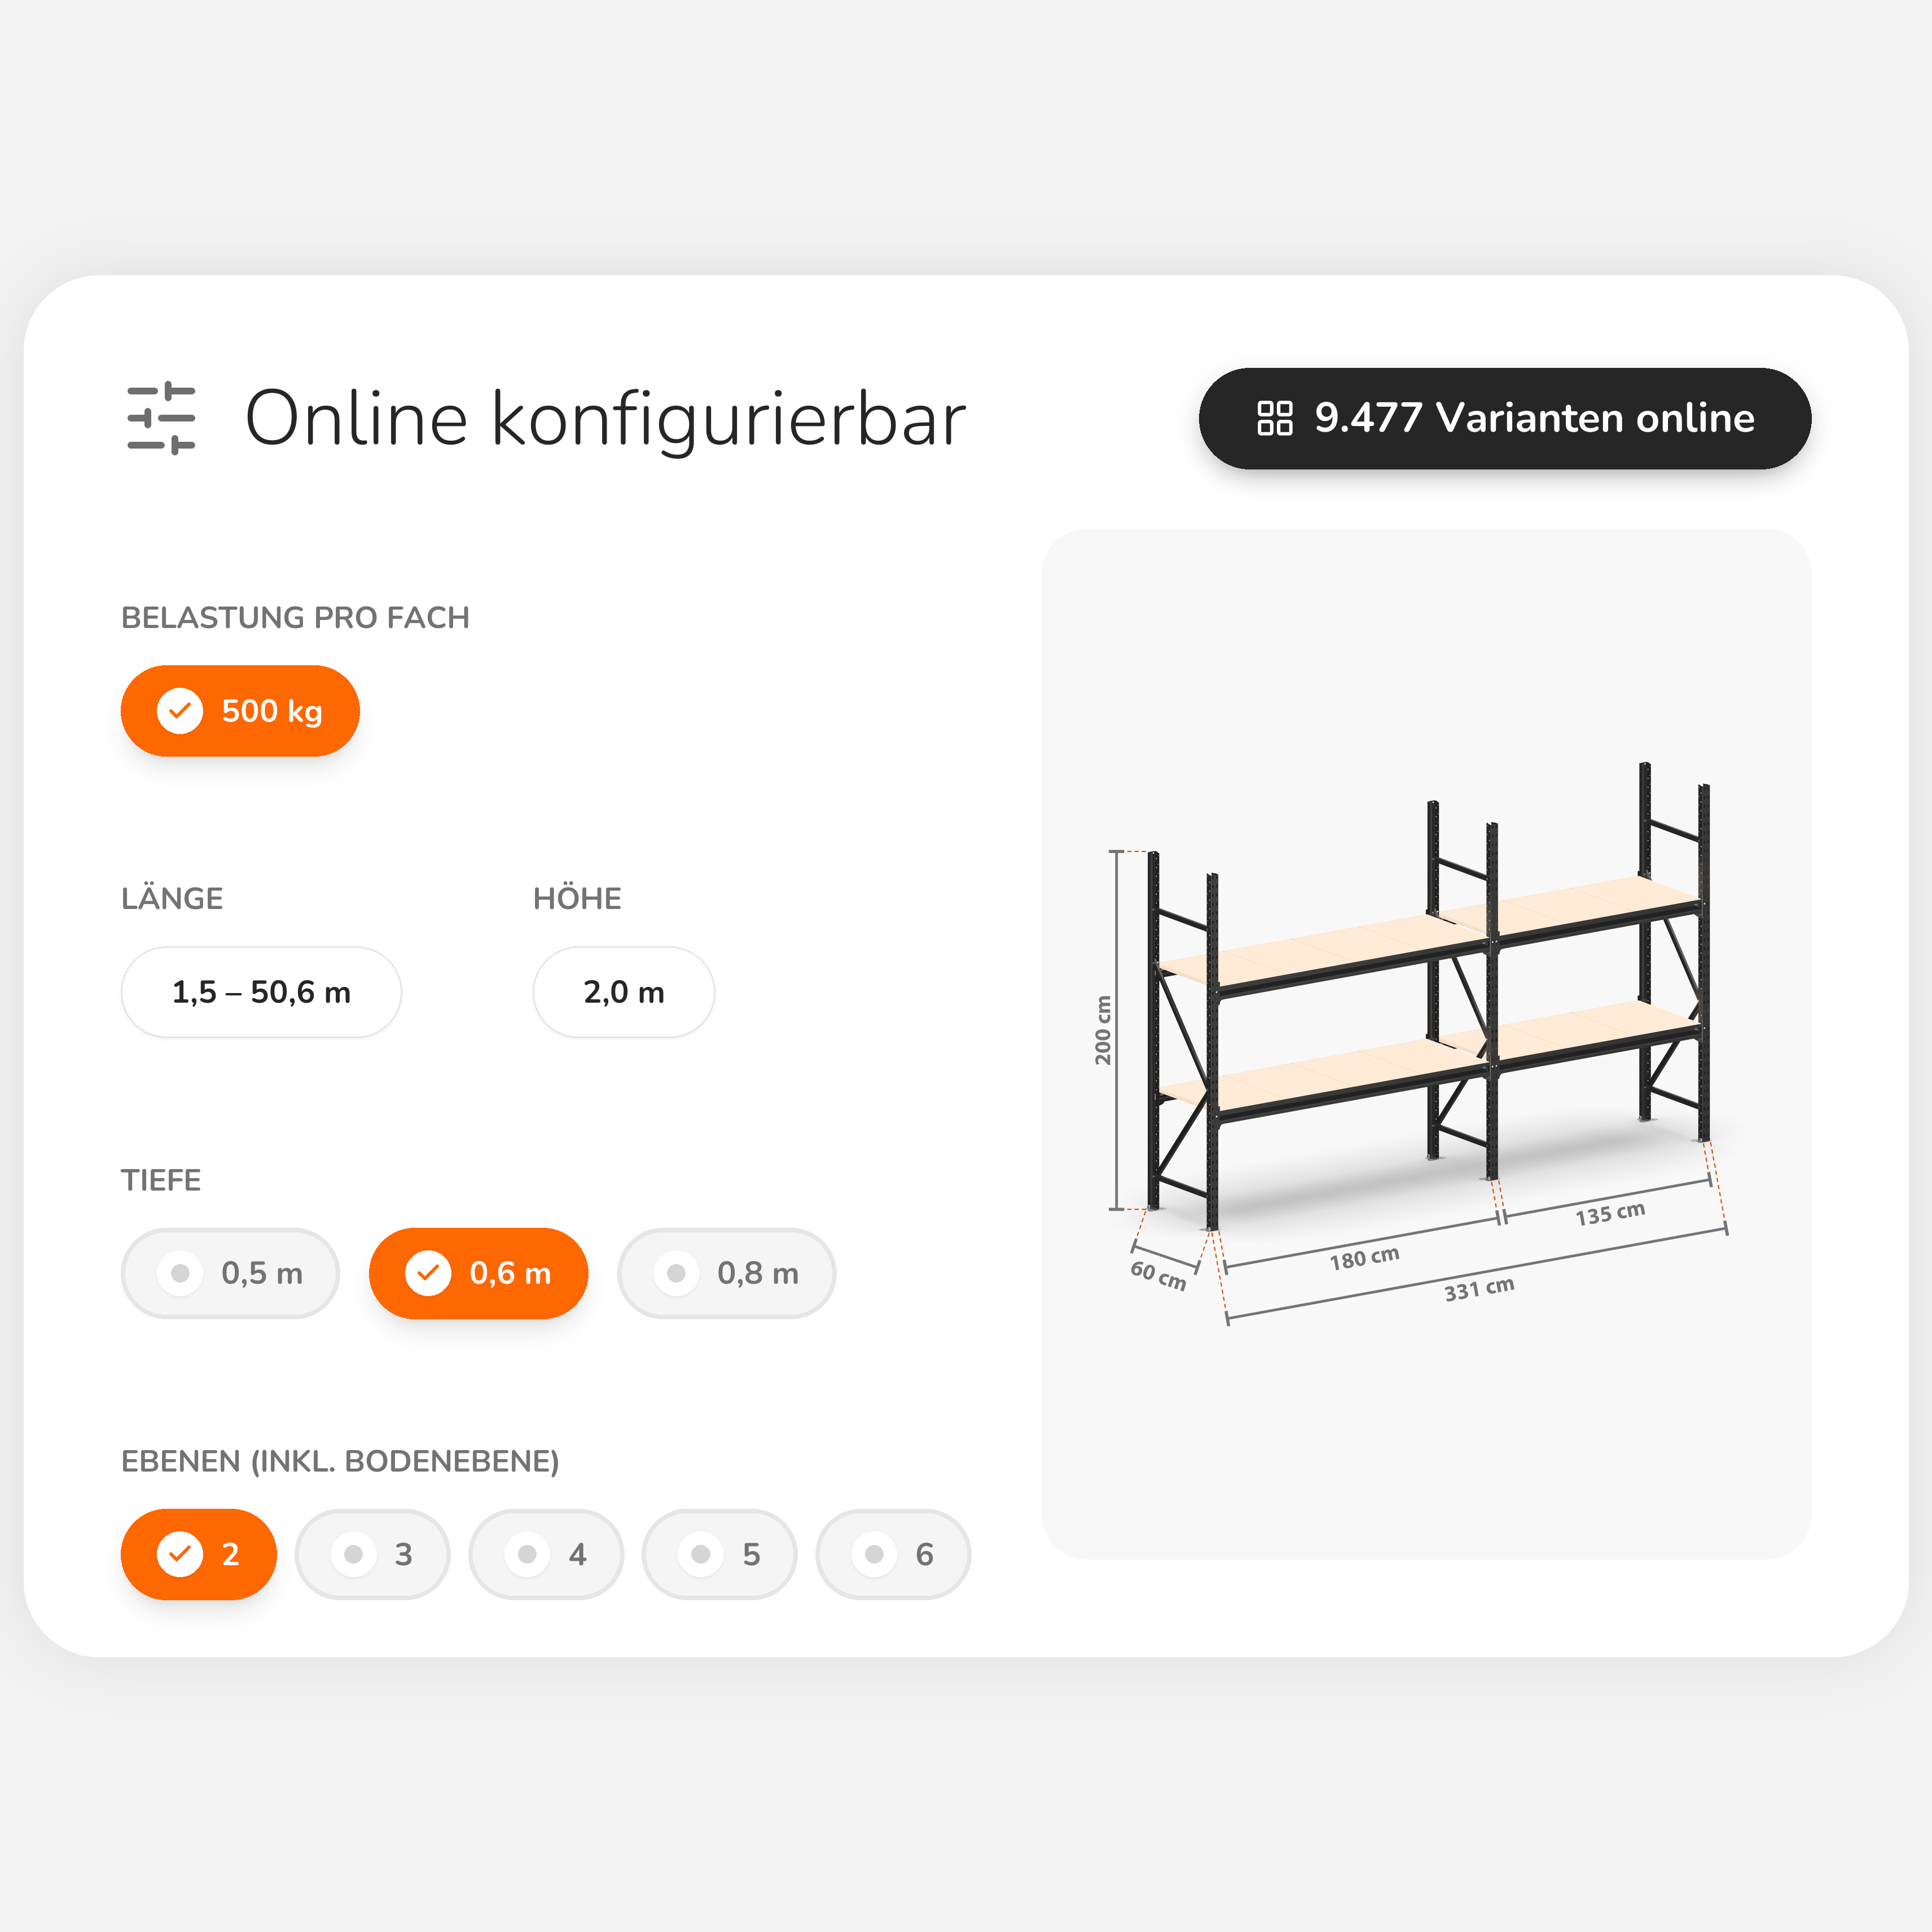 Online konfigurierbar
9.477 Varianten online
BELASTUNG PRO FACH
500 kg
LÄNGE
HÖHE
1,5 – 50,6 m
2,0 m
TIEFE
0,5 m
0,6 m
0,8 m
EBENEN (INKL. BODENEBENE)
2
3
4
5
6
200 cm
60 cm
180 cm
135 cm
331 cm